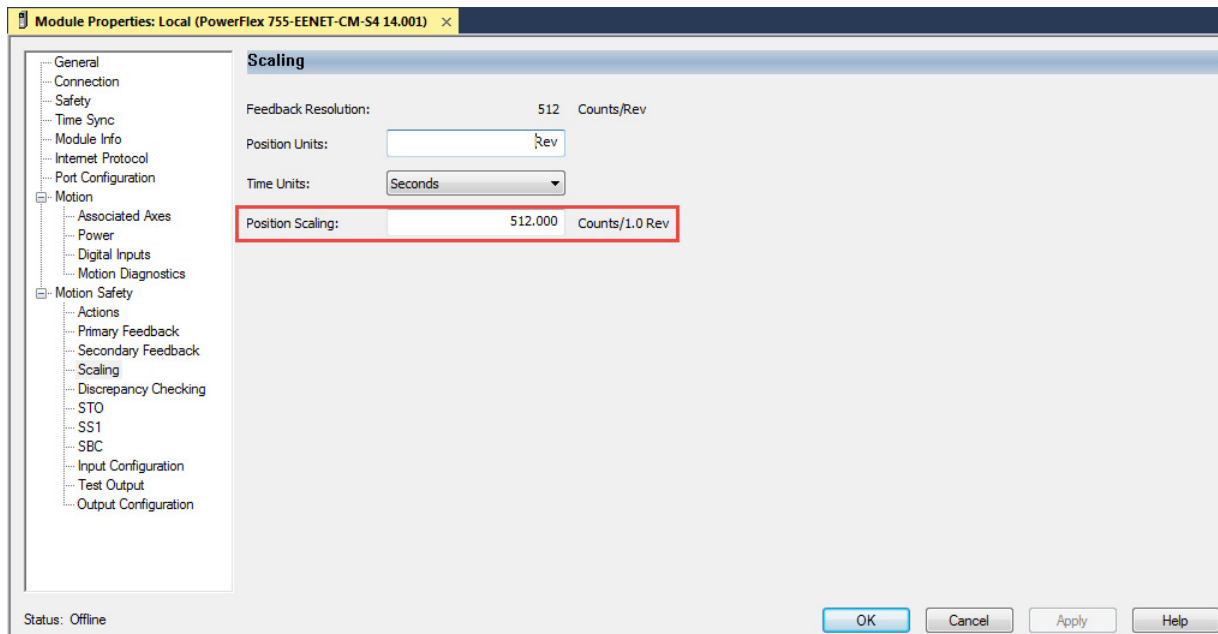 Module Properties: Local (PowerFlex 755-EENET-CM-S4 14.001) ×
General
Connection
Safety
Time Sync
Module Info
Internet Protocol
Port Configuration
Motion
Associated Axes
Power
Digital Inputs
Motion Diagnostics
Motion Safety
Actions
Primary Feedback
Secondary Feedback
Scaling
Discrepancy Checking
STO
SS1
SBC
Input Configuration
Test Output
Output Configuration
Scaling
Feedback Resolution: 512 Counts/Rev
Position Units: Rev
Time Units: Seconds
Position Scaling: 512.000 Counts/1.0 Rev
Status: Offline
OK Cancel Apply Help